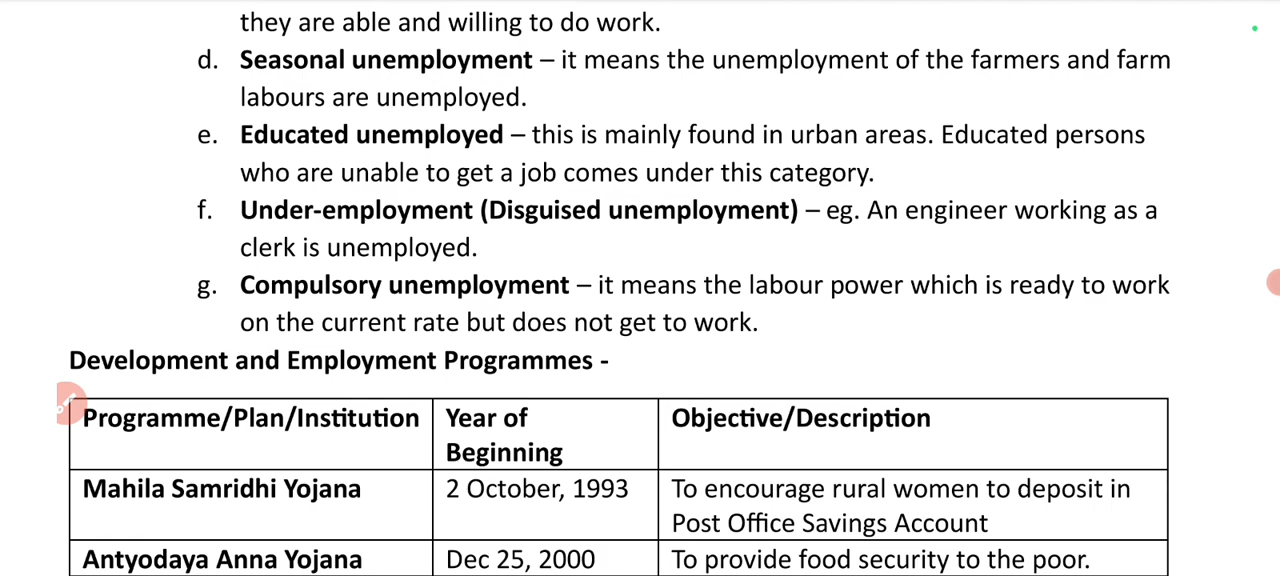 they are able and willing to do work.
d. Seasonal unemployment – it means the unemployment of the farmers and farm
labours are unemployed.
e. Educated unemployed – this is mainly found in urban areas. Educated persons
who are unable to get a job comes under this category.
f. Under-employment (Disguised unemployment) – eg. An engineer working as a
clerk is unemployed.
g. Compulsory unemployment – it means the labour power which is ready to work
on the current rate but does not get to work.
Development and Employment Programmes -
Programme/Plan/Institution Year of Objective/Description
Beginning
Mahila Samridhi Yojana 2 October, 1993 To encourage rural women to deposit in
Post Office Savings Account
Antyodaya Anna Yojana Dec 25, 2000 To provide food security to the poor.